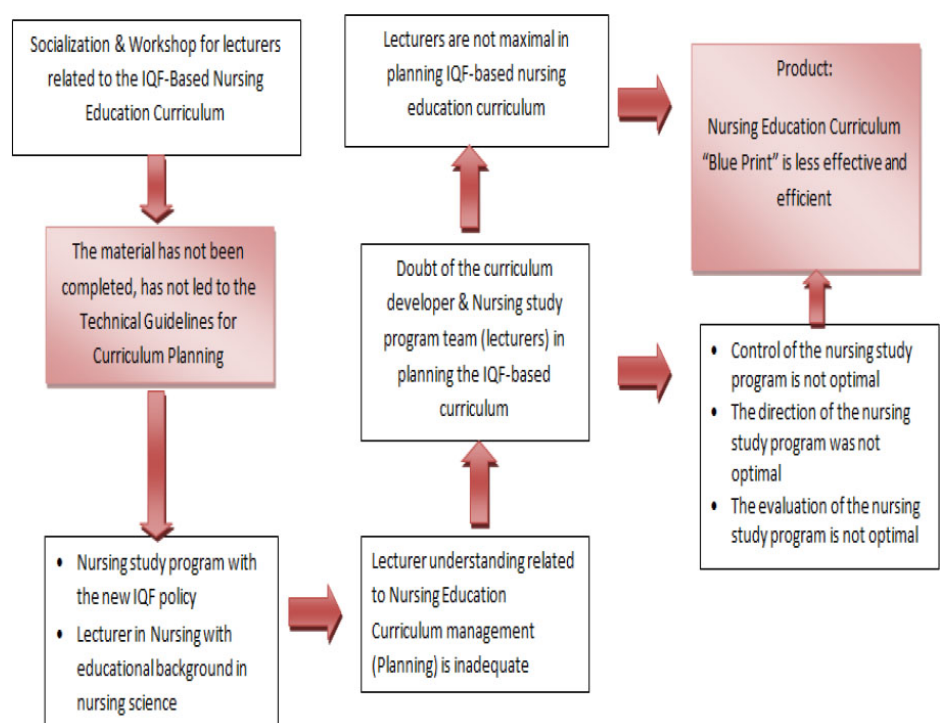 Socialization & Workshop for lecturers
related to the IQF-Based Nursing
Education Curriculum
The material has not been
completed, has not led to the
Technical Guidelines for
Curriculum Planning
• Nursing study program with
the new IQF policy
• Lecturer in Nursing with
educational background in
nursing science
Lecturer understanding related
to Nursing Education
Curriculum management
(Planning) is inadequate
Doubt of the curriculum
developer & Nursing study
program team (lecturers) in
planning the IQF-based
curriculum
Lecturers are not maximal in
planning IQF-based nursing
education curriculum
• Control of the nursing study
program is not optimal
• The direction of the nursing
study program was not
optimal
• The evaluation of the nursing
study program is not optimal
Product:
Nursing Education Curriculum
“Blue Print” is less effective and
efficient